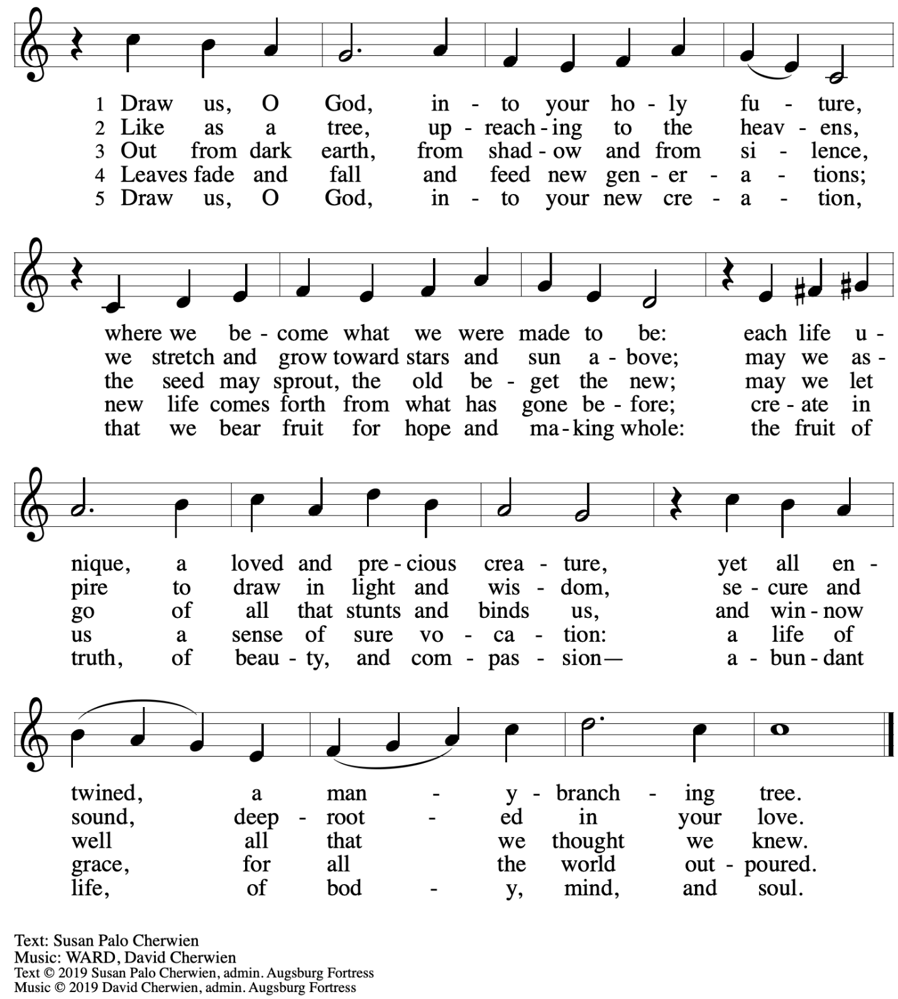 1 Draw us, O God, in - to your ho - ly fu - ture,
2 Like as a tree, up - reach - ing to the heav - ens,
3 Out from dark earth, from shad - ow and from si - lence,
4 Leaves fade and fall and feed new gen - er - a - tions;
5 Draw us, O God, in - to your new cre - a - tion,
where we be - come what we were made to be: each life u -
we stretch and grow toward stars and sun a - bove; may we as -
the seed may sprout, the old be - get the new; may we let
new life comes forth from what has gone be - fore; cre - ate in
that we bear fruit for hope and ma - king whole: the fruit of
nique, a loved and pre - cious crea - ture, yet all en -
pire to draw in light and wis - dom, se - cure and
go of all that stunts and binds us, and win - now
us a sense of sure vo - ca - tion: a life of
truth, of beau - ty, and com - pas - sion— a - bun - dant
twined, a man - y - branch - ing tree.
sound, deep - root - ed in your love.
well all that we thought we knew.
grace, for all the world out - poured.
life, of bod - y, mind, and soul.
Text: Susan Palo Cherwien
Music: WARD, David Cherwien
Text © 2019 Susan Palo Cherwien, admin. Augsburg Fortress
Music © 2019 David Cherwien, admin. Augsburg Fortress